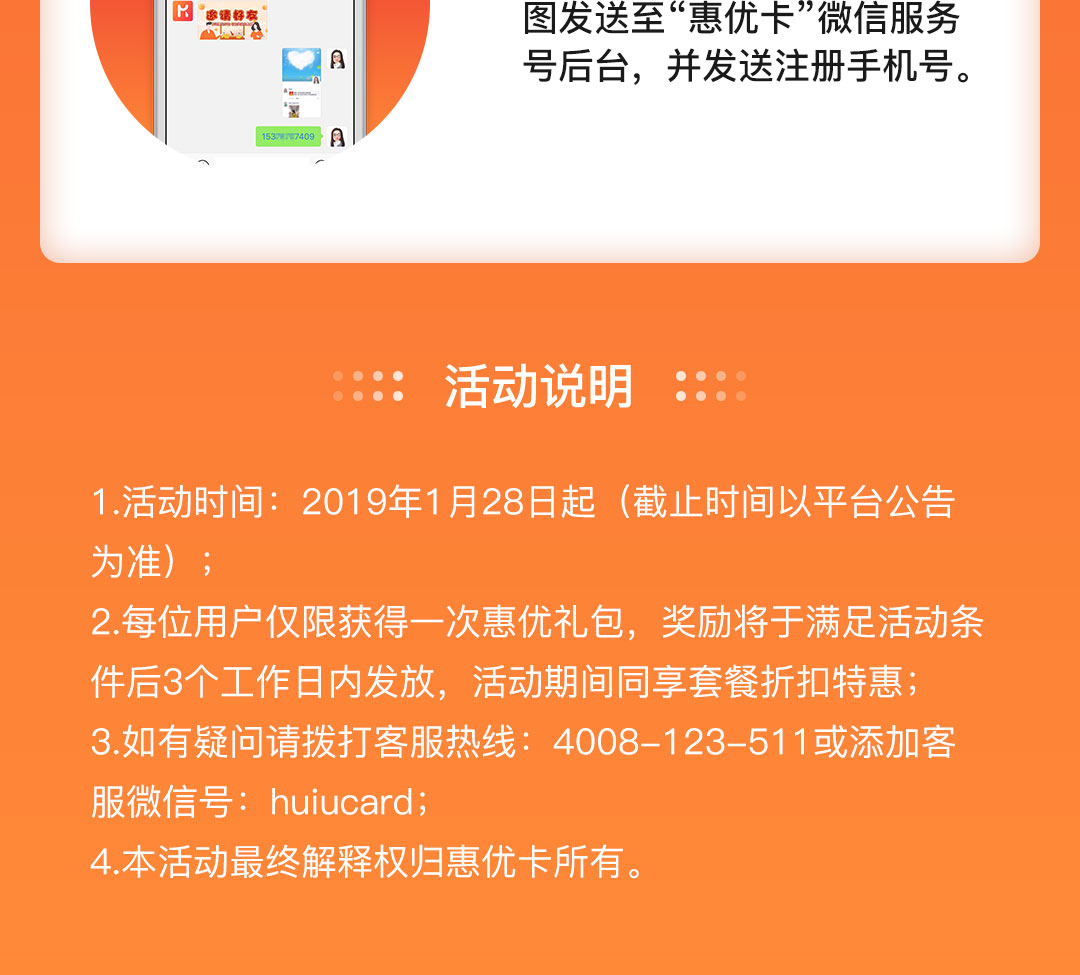 邀请好友
图发送至“惠优卡”微信服务
号后台，并发送注册手机号。
活动说明
1.活动时间：2019年1月28日起（截止时间以平台公告
为准）；
2.每位用户仅限获得一次惠优礼包，奖励将于满足活动条
件后3个工作日内发放，活动期间同享套餐折扣特惠；
3.如有疑问请拨打客服热线：4008-123-511或添加客
服微信号：huiucard；
4.本活动最终解释权归惠优卡所有。